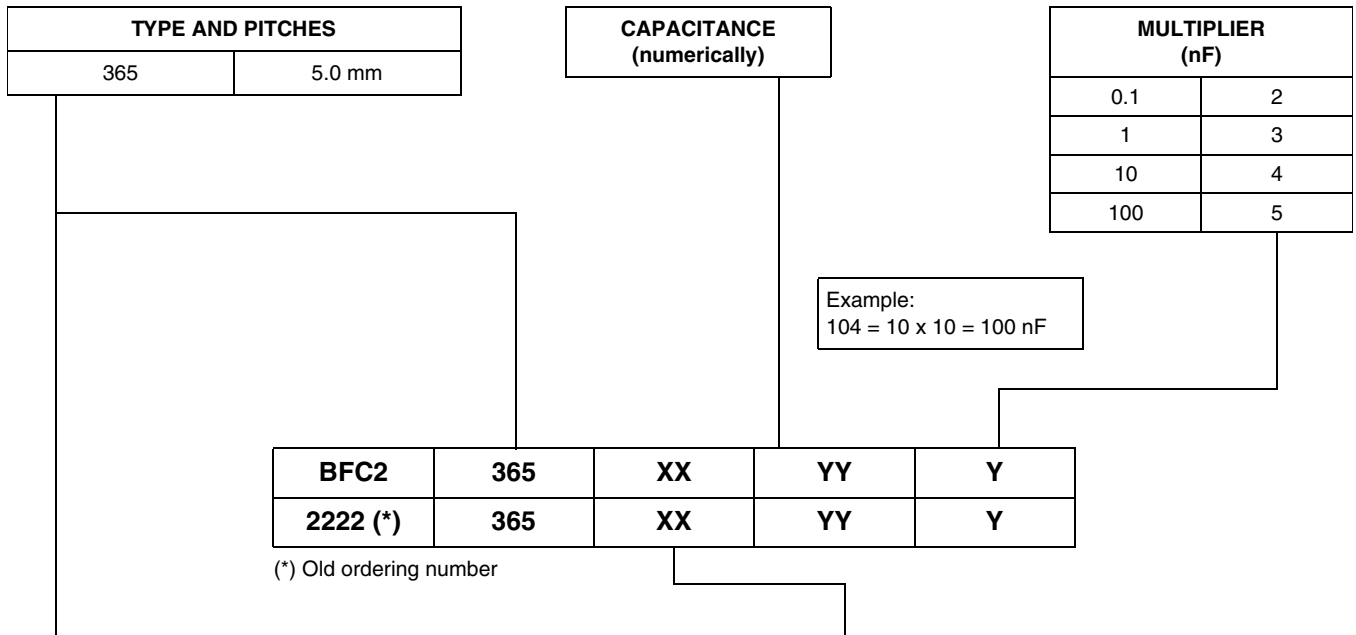 TYPE AND PITCHES
365 5.0 mm
CAPACITANCE
(numerically)
MULTIPLIER
(nF)
0.1 2
1 3
10 4
100 5
Example:
104 = 10 x 10 = 100 nF
BFC2 365 XX YY Y
2222 (*) 365 XX YY Y
(*) Old ordering number